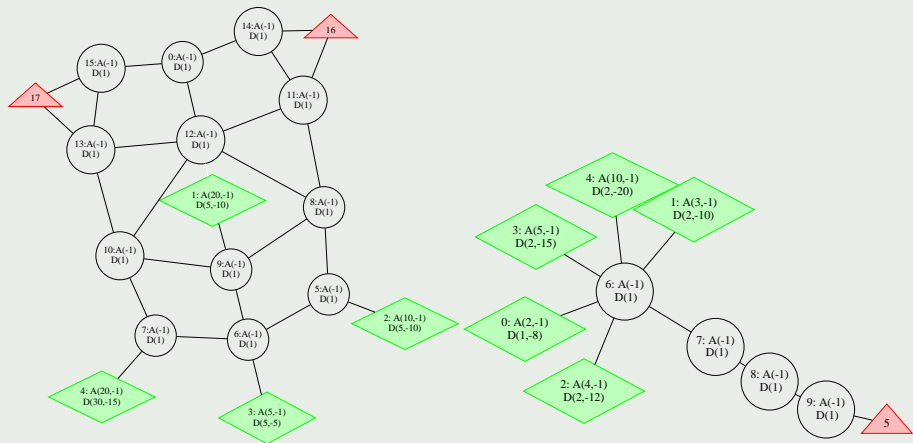 14:A(-1)
D(1)
16
0:A(-1)
D(1)
15:A(-1)
D(1)
17
11:A(-1)
D(1)
12:A(-1)
D(1)
13:A(-1)
D(1)
1: A(20,-1)
D(5,-10)
8:A(-1)
D(1)
10:A(-1)
D(1)
9:A(-1)
D(1)
5:A(-1)
D(1)
2: A(10,-1)
D(5,-10)
7:A(-1)
D(1)
6:A(-1)
D(1)
4: A(20,-1)
D(30,-15)
3: A(5,-1)
D(5,-5)
4: A(10,-1)
D(2,-20)
1: A(3,-1)
D(2,-10)
3: A(5,-1)
D(2,-15)
6: A(-1)
D(1)
0: A(2,-1)
D(1,-8)
2: A(4,-1)
D(2,-12)
7: A(-1)
D(1)
8: A(-1)
D(1)
9: A(-1)
D(1)
5